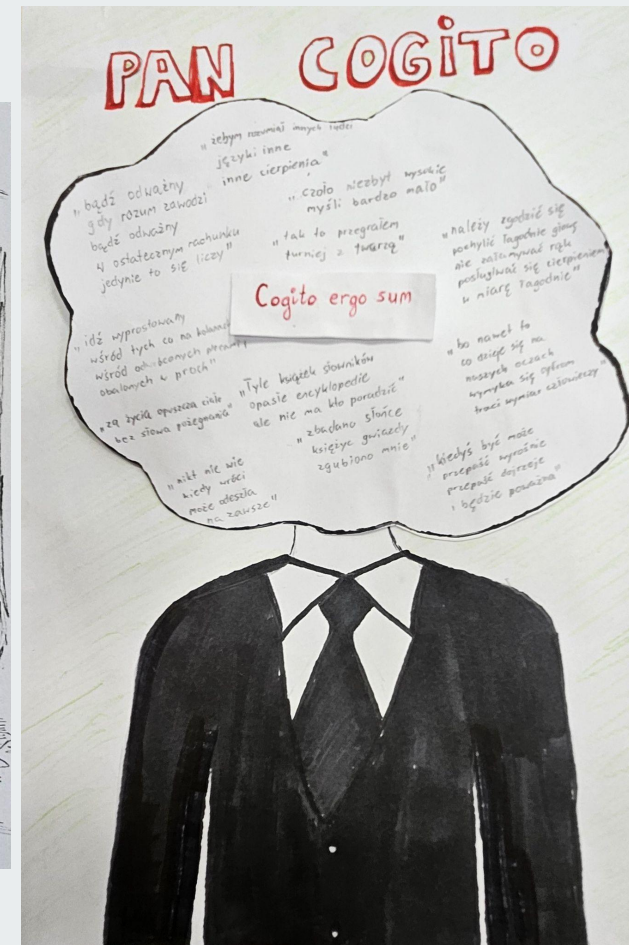 PAN COGITO
„żebym rozumiał innych ludzi
języki inne
inne cierpienia"
„bądź odważny
gdy rozum zawodzi
bądź odważny
w ostatecznym rachunku
jedynie to się liczy"
„czoło niezbyt wysokie
myśli bardzo mało"
„tak to przegrałem
turniej z twarzą"
„należy zgodzić się
pochylić łagodnie głowę
nie załamywać rąk
posługiwać się cierpieniem
w miarę łagodnie"
Cogito ergo sum
„idź wyprostowany
wśród tych co na kolanach
wśród odwróconych plecami i
obalonych w proch"
„bo nawet to
co dzieje się na
naszych oczach
wymyka się cyfrom
traci wymiar człowieczy"
„Tyle książek słowników
opasłe encyklopedie
ale nie ma kto poradzić"
„za życia opuszcza ciało
bez słowa pożegnania"
„zbadano słońce
księżyc gwiazdy
zgubiono mnie"
„nikt nie wie
kiedy wróci
może odeszła
na zawsze"
„kiedyś być może
przepaść wyrośnie
przepaść dojrzeje
i będzie poważna"